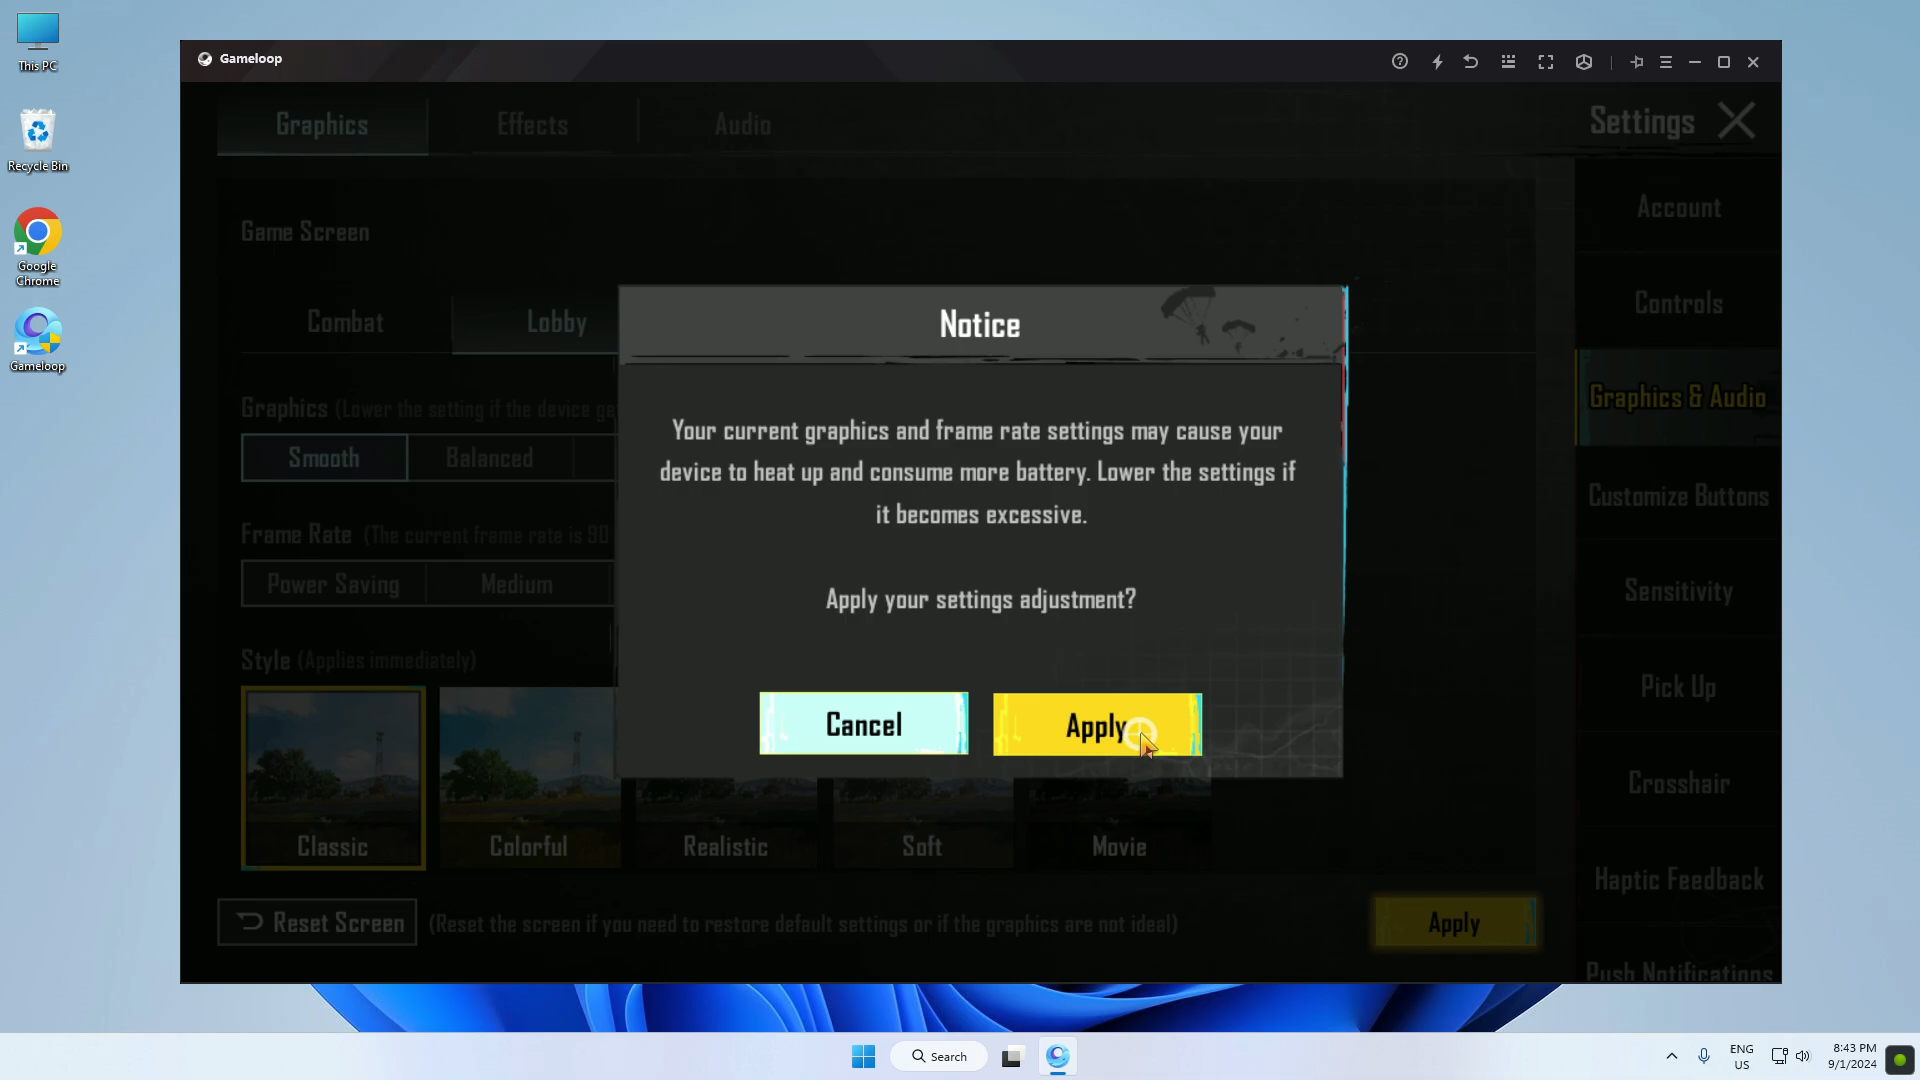 This PC
Recycle Bin
Google
Chrome
Gameloop
Gameloop
Graphics
Effects
Audio
Settings
Game Screen
Combat
Lobby
Graphics (Lower the setting if the device ge
Smooth
Balanced
Frame Rate (The current frame rate is 90
Power Saving
Medium
Style (Applies immediately)
Classic
Colorful
Realistic
Soft
Movie
Reset Screen
(Reset the screen if you need to restore default settings or if the graphics are not ideal)
Apply
Notice
Your current graphics and frame rate settings may cause your
device to heat up and consume more battery. Lower the settings if
it becomes excessive.
Apply your settings adjustment?
Cancel
Apply
Account
Controls
Graphics & Audio
Customize Buttons
Sensitivity
Pick Up
Crosshair
Haptic Feedback
Push Notifications
Search
ENG
US
8:43 PM
9/1/2024